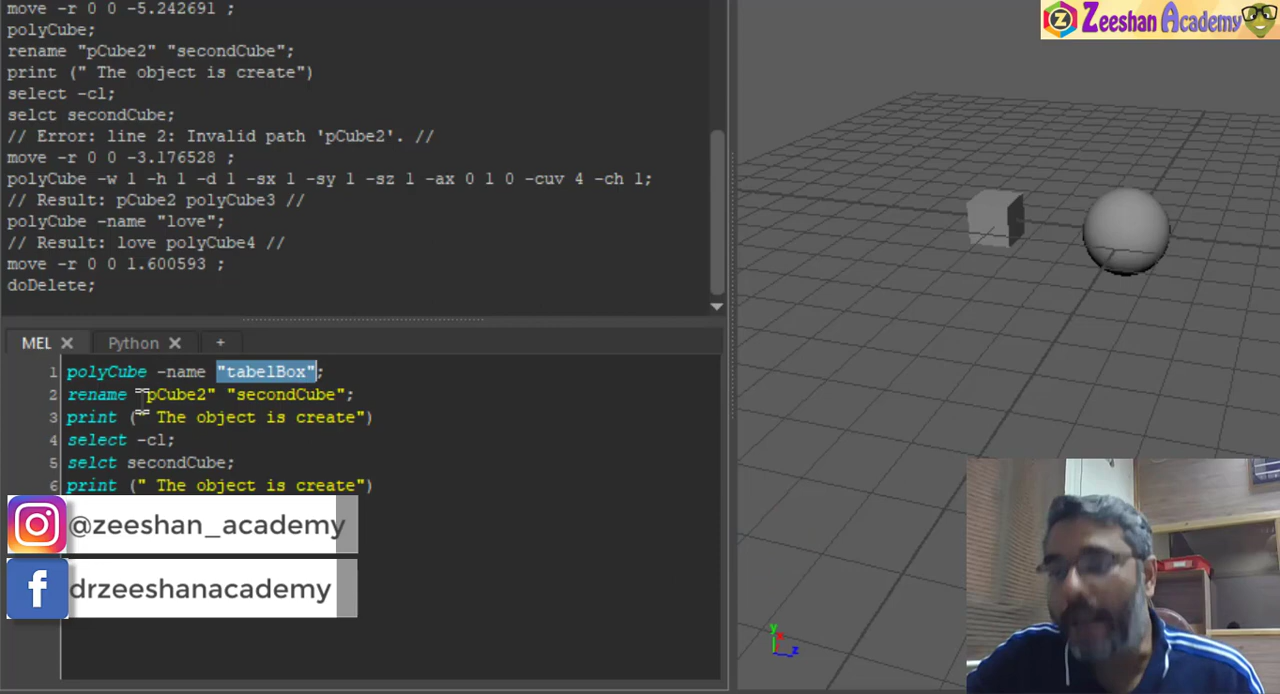 move -r 0 0 -5.242691 ;
polyCube;
rename "pCube2" "secondCube";
print (" The object is create")
select -cl;
selct secondCube;
// Error: line 2: Invalid path 'pCube2'. //
move -r 0 0 -3.176528 ;
polyCube -w 1 -h 1 -d 1 -sx 1 -sy 1 -sz 1 -ax 0 1 0 -cuv 4 -ch 1;
// Result: pCube2 polyCube3 //
polyCube -name "love";
// Result: love polyCube4 //
move -r 0 0 1.600593 ;
doDelete;
MEL Python +
1 polyCube -name "tabelBox";
2 rename "pCube2" "secondCube";
3 print (" The object is create")
4 select -cl;
5 selct secondCube;
6 print (" The object is create")
@zeeshan_academy
drzeeshanacademy
Zeeshan Academy
y
z